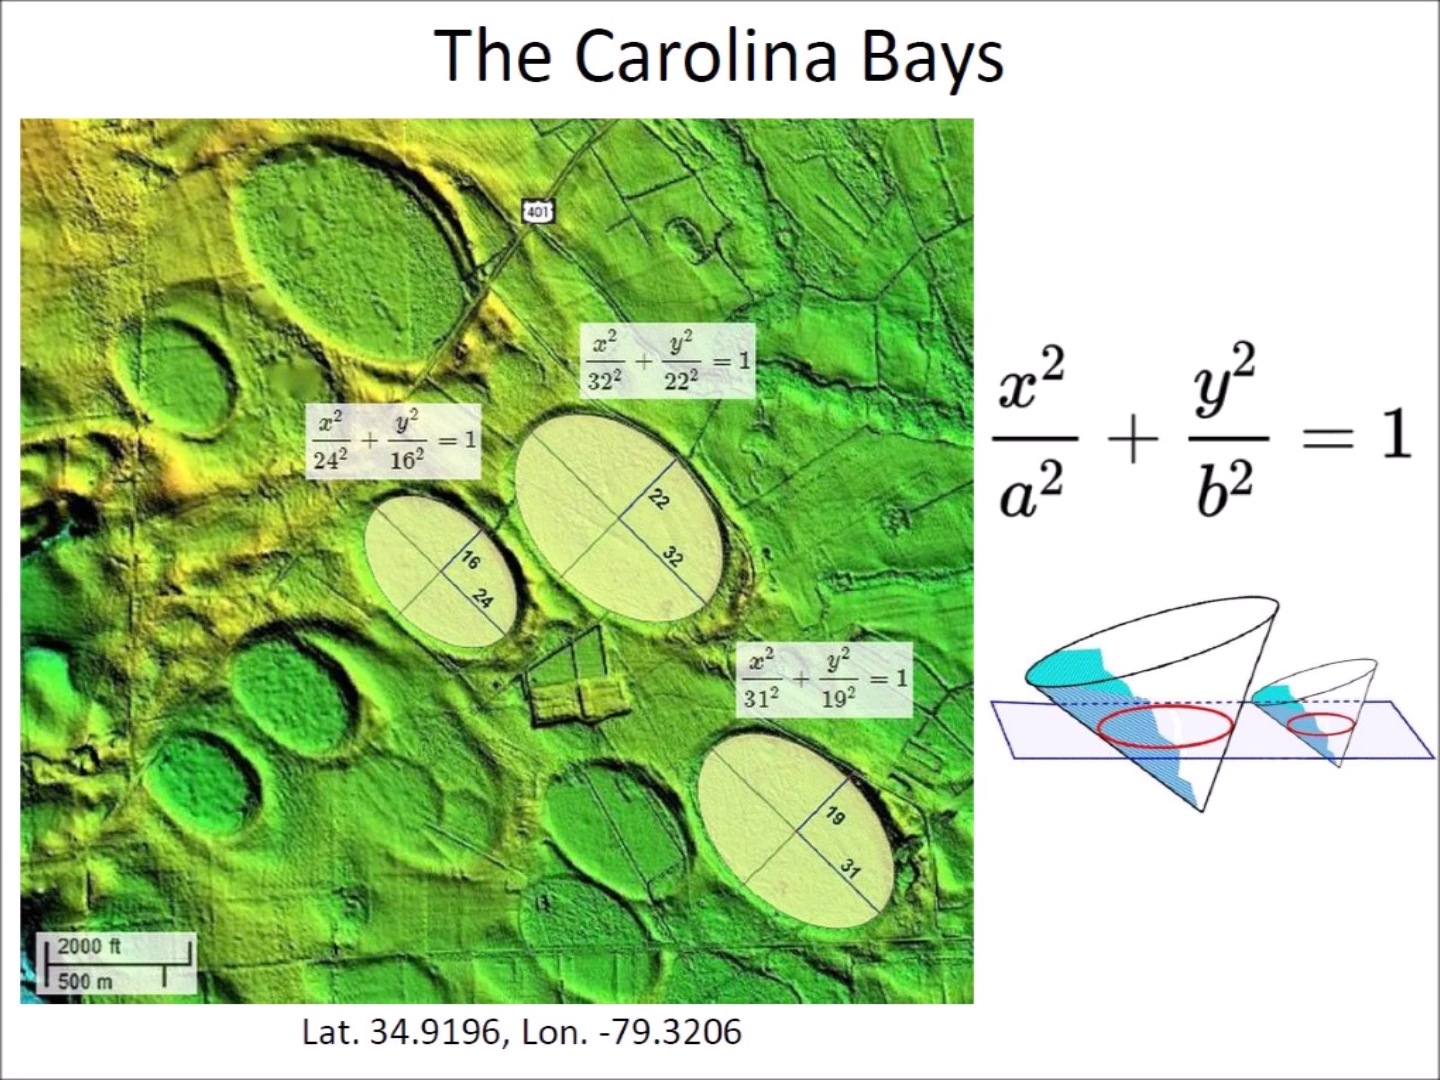 The Carolina Bays
401
x²/32² + y²/22² = 1
x²/24² + y²/16² = 1
x²/a² + y²/b² = 1
22
32
16
24
x²/31² + y²/19² = 1
19
31
2000 ft
500 m
Lat. 34.9196, Lon. -79.3206